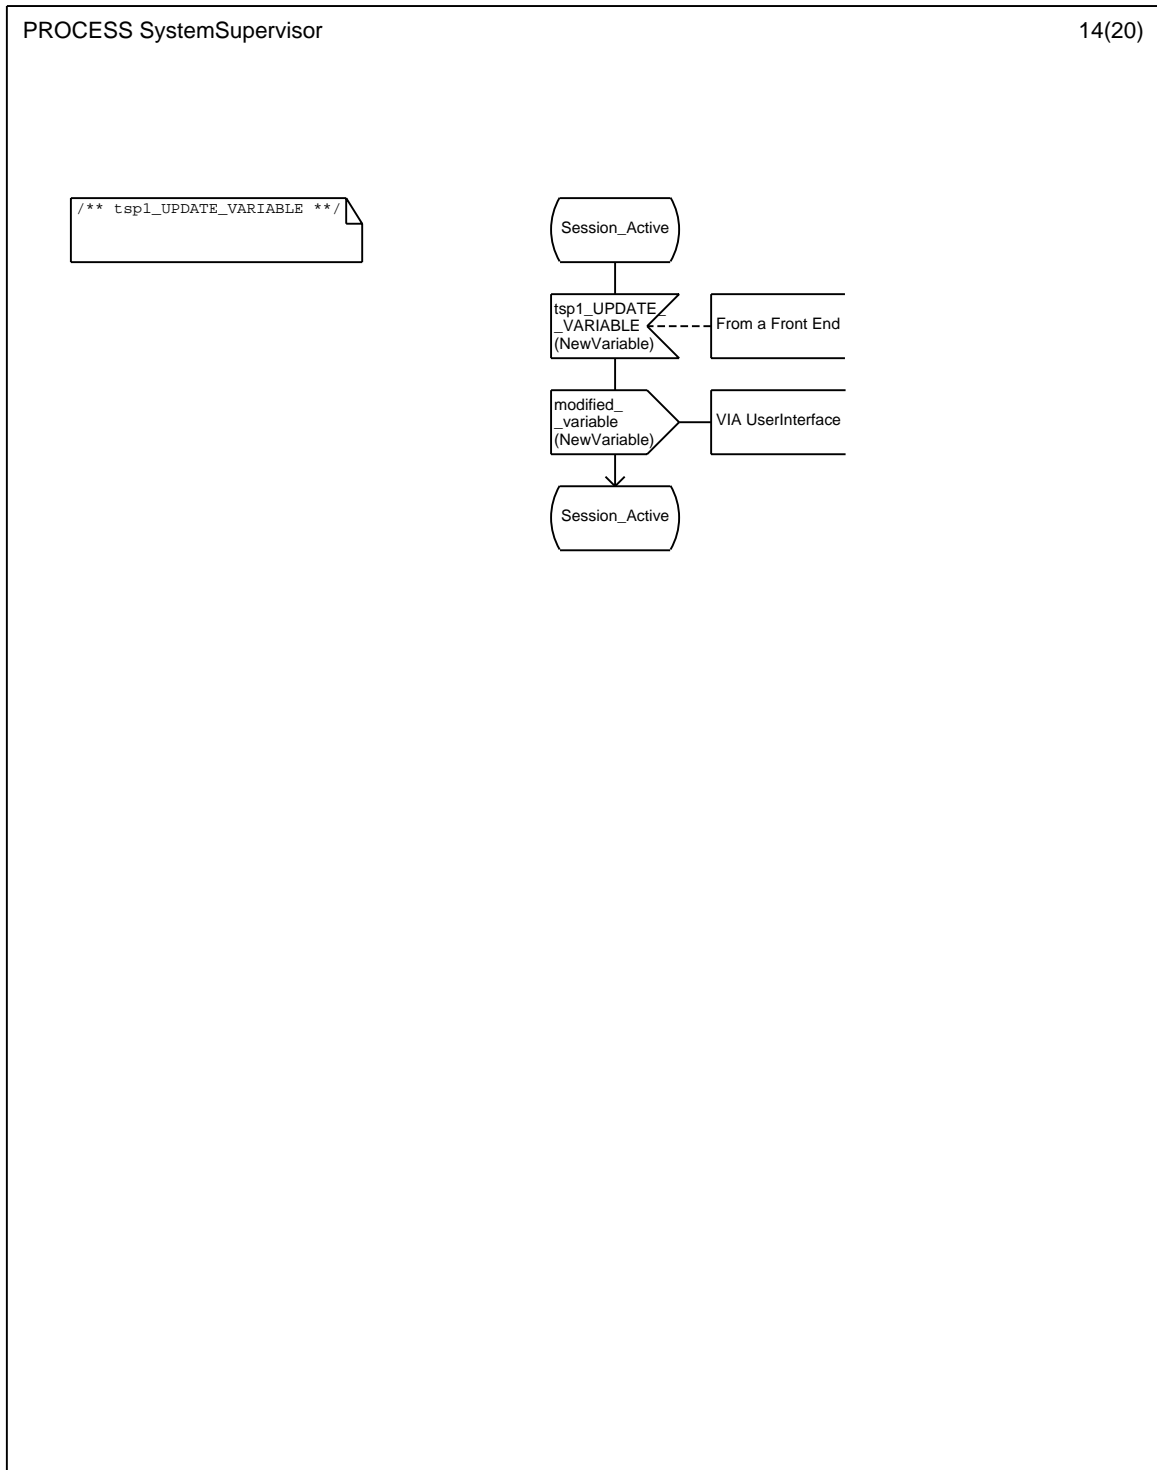 PROCESS SystemSupervisor
14(20)
/** tsp1_UPDATE_VARIABLE **/
Session_Active
tsp1_UPDATE_
_VARIABLE
(NewVariable)
From a Front End
modified_
_variable
(NewVariable)
VIA UserInterface
Session_Active